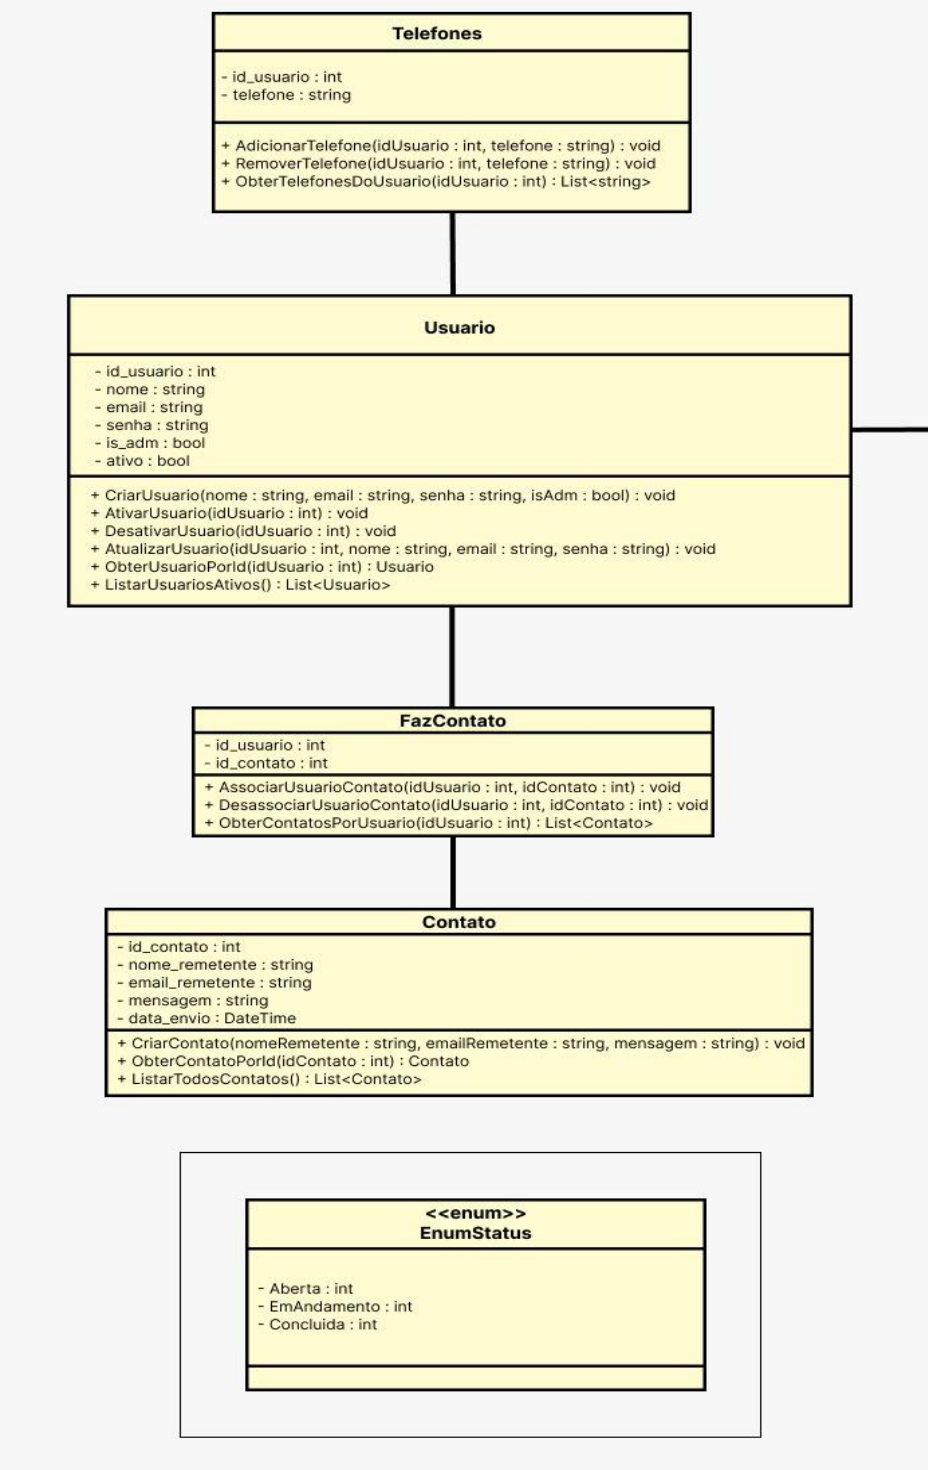 Telefones
- id_usuario : int
- telefone : string
+ AdicionarTelefone(idUsuario : int, telefone : string) : void
+ RemoverTelefone(idUsuario : int, telefone : string) : void
+ ObterTelefonesDoUsuario(idUsuario : int) : List<string>
Usuario
- id_usuario : int
- nome : string
- email : string
- senha : string
- is_adm : bool
- ativo : bool
+ CriarUsuario(nome : string, email : string, senha : string, isAdm : bool) : void
+ AtivarUsuario(idUsuario : int) : void
+ DesativarUsuario(idUsuario : int) : void
+ AtualizarUsuario(idUsuario : int, nome : string, email : string, senha : string) : void
+ ObterUsuarioPorId(idUsuario : int) : Usuario
+ ListarUsuariosAtivos() : List<Usuario>
FazContato
- id_usuario : int
- id_contato : int
+ AssociarUsuarioContato(idUsuario : int, idContato : int) : void
+ DesassociarUsuarioContato(idUsuario : int, idContato : int) : void
+ ObterContatosPorUsuario(idUsuario : int) : List<Contato>
Contato
- id_contato : int
- nome_remetente : string
- email_remetente : string
- mensagem : string
- data_envio : DateTime
+ CriarContato(nomeRemetente : string, emailRemetente : string, mensagem : string) : void
+ ObterContatoPorId(idContato : int) : Contato
+ ListarTodosContatos() : List<Contato>
<<enum>>
EnumStatus
- Aberta : int
- EmAndamento : int
- Concluida : int